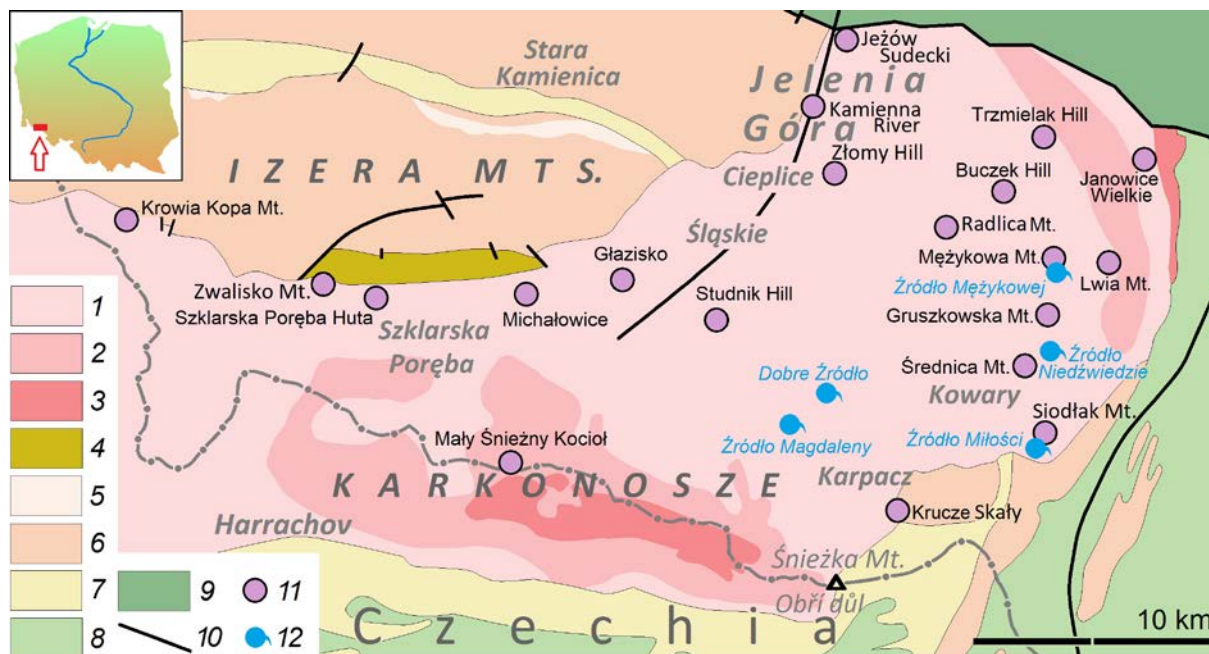 Stara
Kamienica
Jeżów
Sudecki
Jelenia
Góra
Kamienna
River
Trzmielak Hill
Złomy Hill
IZERA MTS.
Cieplice
Buczek Hill
Janowice
Wielkie
Krowia Kopa Mt.
Śląskie
Radlica Mt.
Głazisko
Mężykowa Mt.
Źródło Mężykowej
Lwia Mt.
Zwalisko Mt.
Szklarska Poręba Huta
Michałowice
Studnik Hill
Gruszkowska Mt.
Szklarska
Poręba
Źródło
Niedźwiedzie
Średnica Mt.
Dobre Źródło
Kowary
Siodłak Mt.
Mały Śnieżny Kocioł
Źródło Magdaleny
Źródło Miłości
KARKONOSZE
Karpacz
Krucze Skały
Harrachov
Śnieżka Mt.
Obří důl
Czechia
10 km
1
2
3
4
5
6
7
8
9
10
11
12